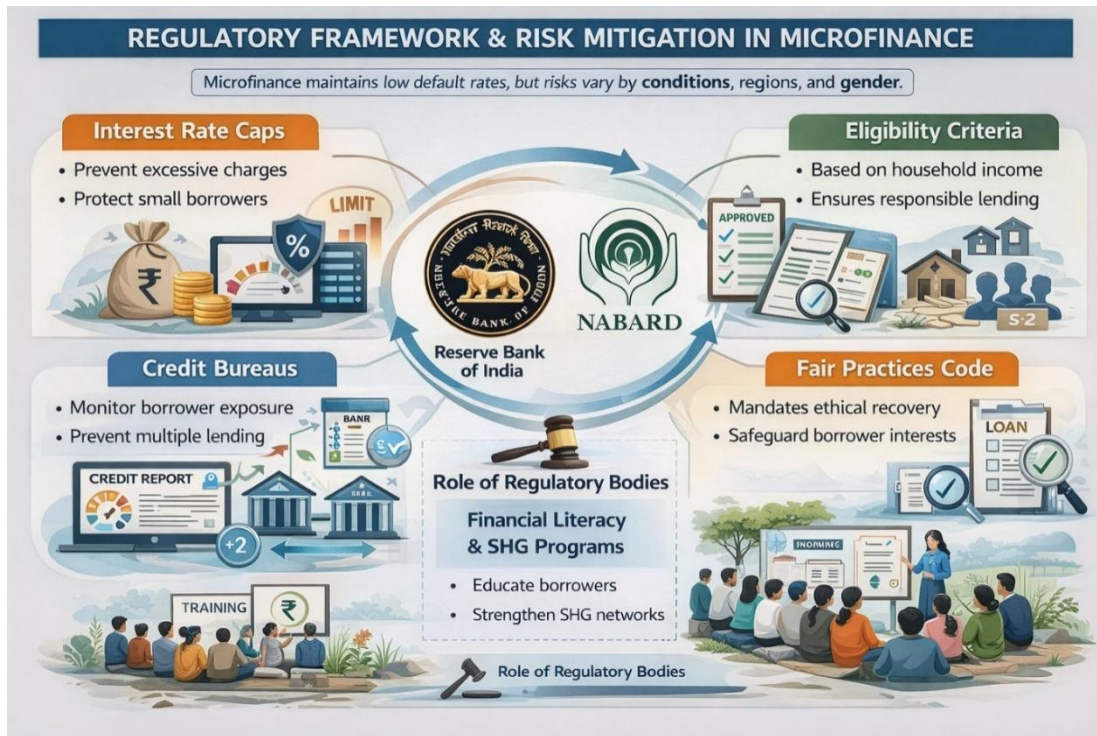 REGULATORY FRAMEWORK & RISK MITIGATION IN MICROFINANCE
Microfinance maintains low default rates, but risks vary by conditions, regions, and gender.
Interest Rate Caps
• Prevent excessive charges
• Protect small borrowers
LIMIT
%
₹
Eligibility Criteria
• Based on household income
• Ensures responsible lending
APPROVED
S-2
NABARD
Reserve Bank
of India
Credit Bureaus
• Monitor borrower exposure
• Prevent multiple lending
BANR
CREDIT REPORT
+2
Fair Practices Code
• Mandates ethical recovery
• Safeguard borrower interests
LOAN
Role of Regulatory Bodies
Financial Literacy
& SHG Programs
• Educate borrowers
• Strengthen SHG networks
TRAINING
₹
Role of Regulatory Bodies